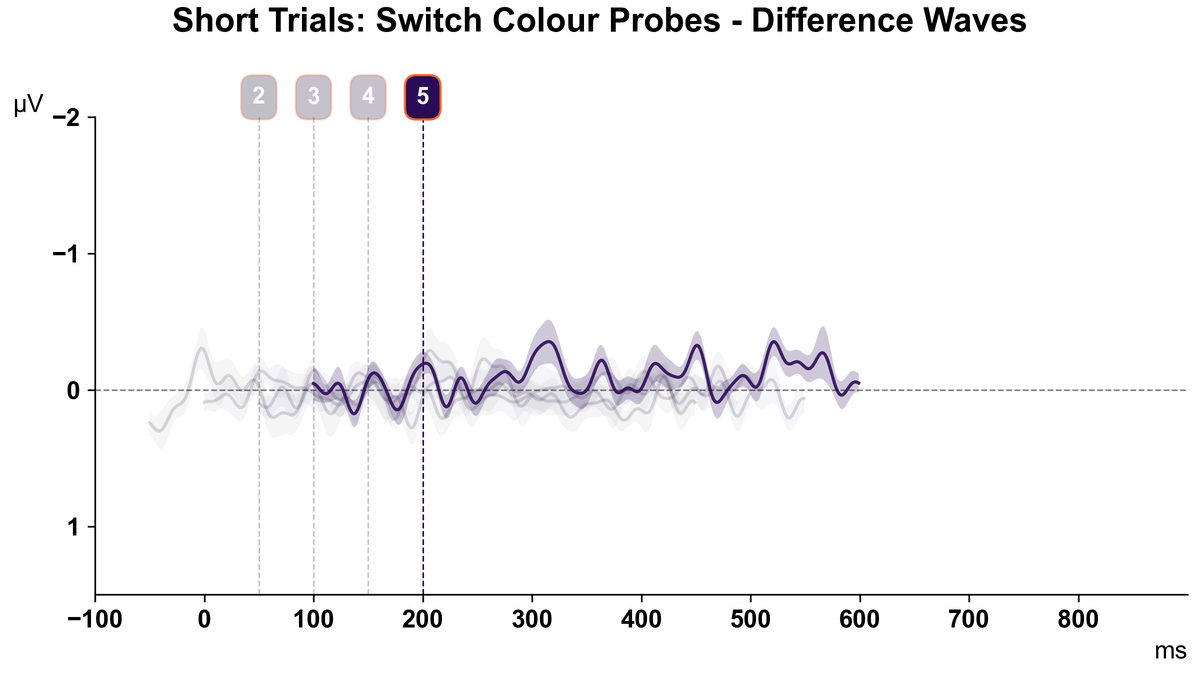 Short Trials: Switch Colour Probes - Difference Waves
2 3 4 5
µV
−2
−1
0
1
−100 0 100 200 300 400 500 600 700 800
ms